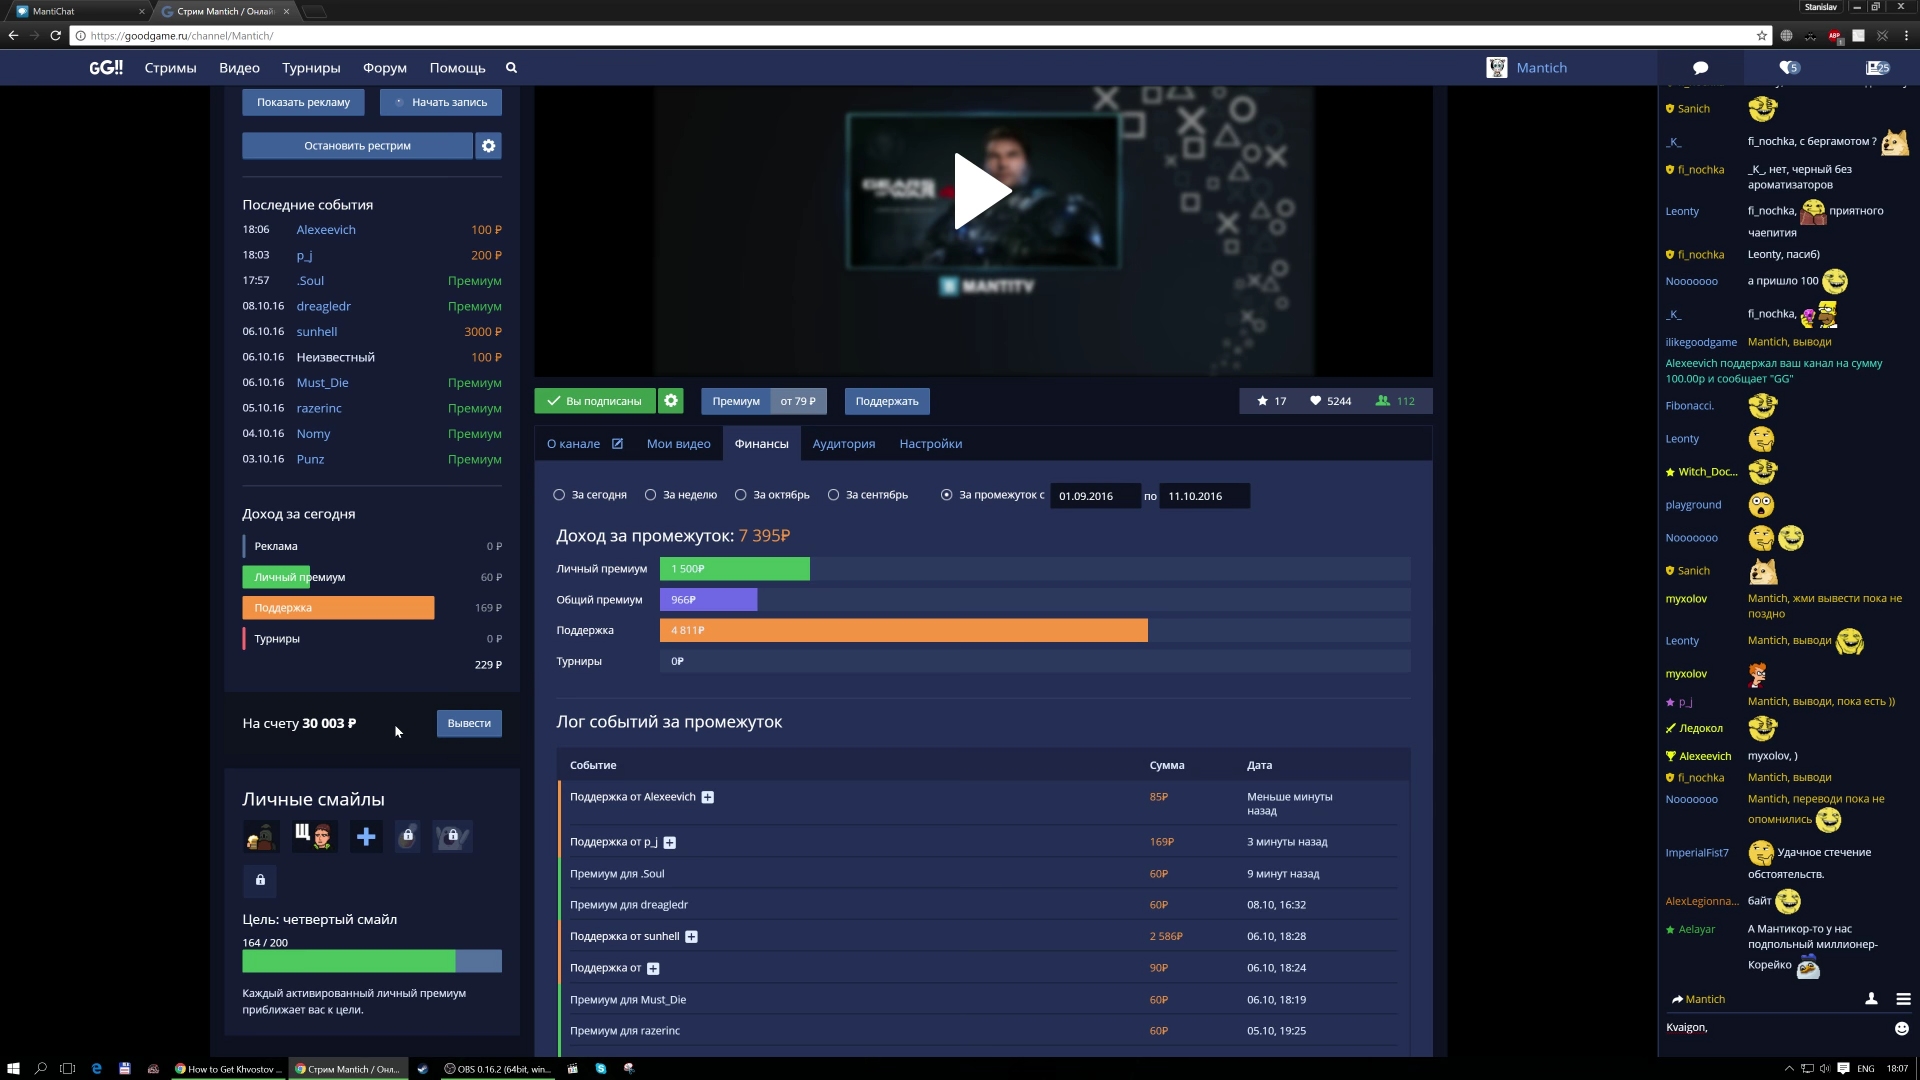 MantiChat
Стрим Mantich / Онлай
Stanislav
https://goodgame.ru/channel/Mantich/
GG!!
Стримы
Видео
Турниры
Форум
Помощь
Mantich
5
25
Показать рекламу
Начать запись
Остановить рестрим
Последние события
18:06 Alexeevich 100 ₽
18:03 p_j 200 ₽
17:57 .Soul Премиум
08.10.16 dreagledr Премиум
06.10.16 sunhell 3000 ₽
06.10.16 Неизвестный 100 ₽
06.10.16 Must_Die Премиум
05.10.16 razerinc Премиум
04.10.16 Nomy Премиум
03.10.16 Punz Премиум
Доход за сегодня
Реклама 0 ₽
Личный премиум 60 ₽
Поддержка 169 ₽
Турниры 0 ₽
229 ₽
На счету 30 003 ₽
Вывести
Личные смайлы
Щ
Цель: четвертый смайл
164 / 200
Каждый активированный личный премиум
приближает вас к цели.
GEARS
OF WAR
MANTITV
Вы подписаны
Премиум от 79 ₽
Поддержать
17 5244 112
О канале
Мои видео
Финансы
Аудитория
Настройки
За сегодня За неделю За октябрь За сентябрь За промежуток с 01.09.2016 по 11.10.2016
Доход за промежуток: 7 395₽
Личный премиум 1 500₽
Общий премиум 966₽
Поддержка 4 811₽
Турниры 0₽
Лог событий за промежуток
Событие Сумма Дата
Поддержка от Alexeevich 85₽ Меньше минуты
назад
Поддержка от p_j 169₽ 3 минуты назад
Премиум для .Soul 60₽ 9 минут назад
Премиум для dreagledr 60₽ 08.10, 16:32
Поддержка от sunhell 2 586₽ 06.10, 18:28
Поддержка от 90₽ 06.10, 18:24
Премиум для Must_Die 60₽ 06.10, 18:19
Премиум для razerinc 60₽ 05.10, 19:25
Sanich
_K_ fi_nochka, с бергамотом ?
fi_nochka _K_, нет, черный без
ароматизаторов
Leonty fi_nochka, приятного
чаепития
fi_nochka Leonty, пасиб)
Nooooooo а пришло 100
_K_ fi_nochka,
ilikegoodgame Mantich, выводи
Alexeevich поддержал ваш канал на сумму
100.00р и сообщает "GG"
Fibonacci.
Leonty
Witch_Doc...
playground
Nooooooo
Sanich
myxolov Mantich, жми вывести пока не
поздно
Leonty Mantich, выводи
myxolov
p_j Mantich, выводи, пока есть ))
Ледокол
Alexeevich myxolov, )
fi_nochka Mantich, выводи
Nooooooo Mantich, переводи пока не
опомнились
ImperialFist7 Удачное стечение
обстоятельств.
AlexLegionna... байт
Aelayar А Мантикор-то у нас
подпольный миллионер-
Корейко
Mantich
Kvaigon,
How to Get Khvostov ...
Стрим Mantich / Онл...
OBS 0.16.2 (64bit, win...
ENG
18:07